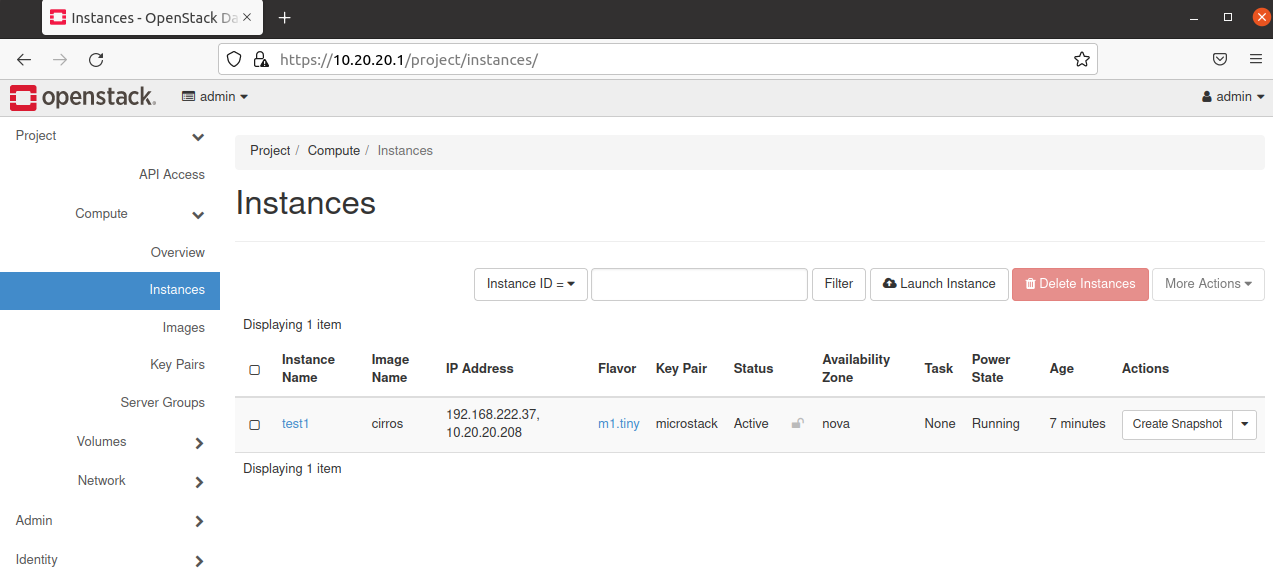 Instances - OpenStack Da
https://10.20.20.1/project/instances/
openstack. admin admin
Project
API Access
Compute
Overview
Instances
Images
Key Pairs
Server Groups
Volumes
Network
Admin
Identity
Project / Compute / Instances
Instances
Instance ID = Filter Launch Instance Delete Instances More Actions
Displaying 1 item
Instance Name Image Name IP Address Flavor Key Pair Status Availability Zone Task Power State Age Actions
test1 cirros 192.168.222.37, 10.20.20.208 m1.tiny microstack Active nova None Running 7 minutes Create Snapshot
Displaying 1 item